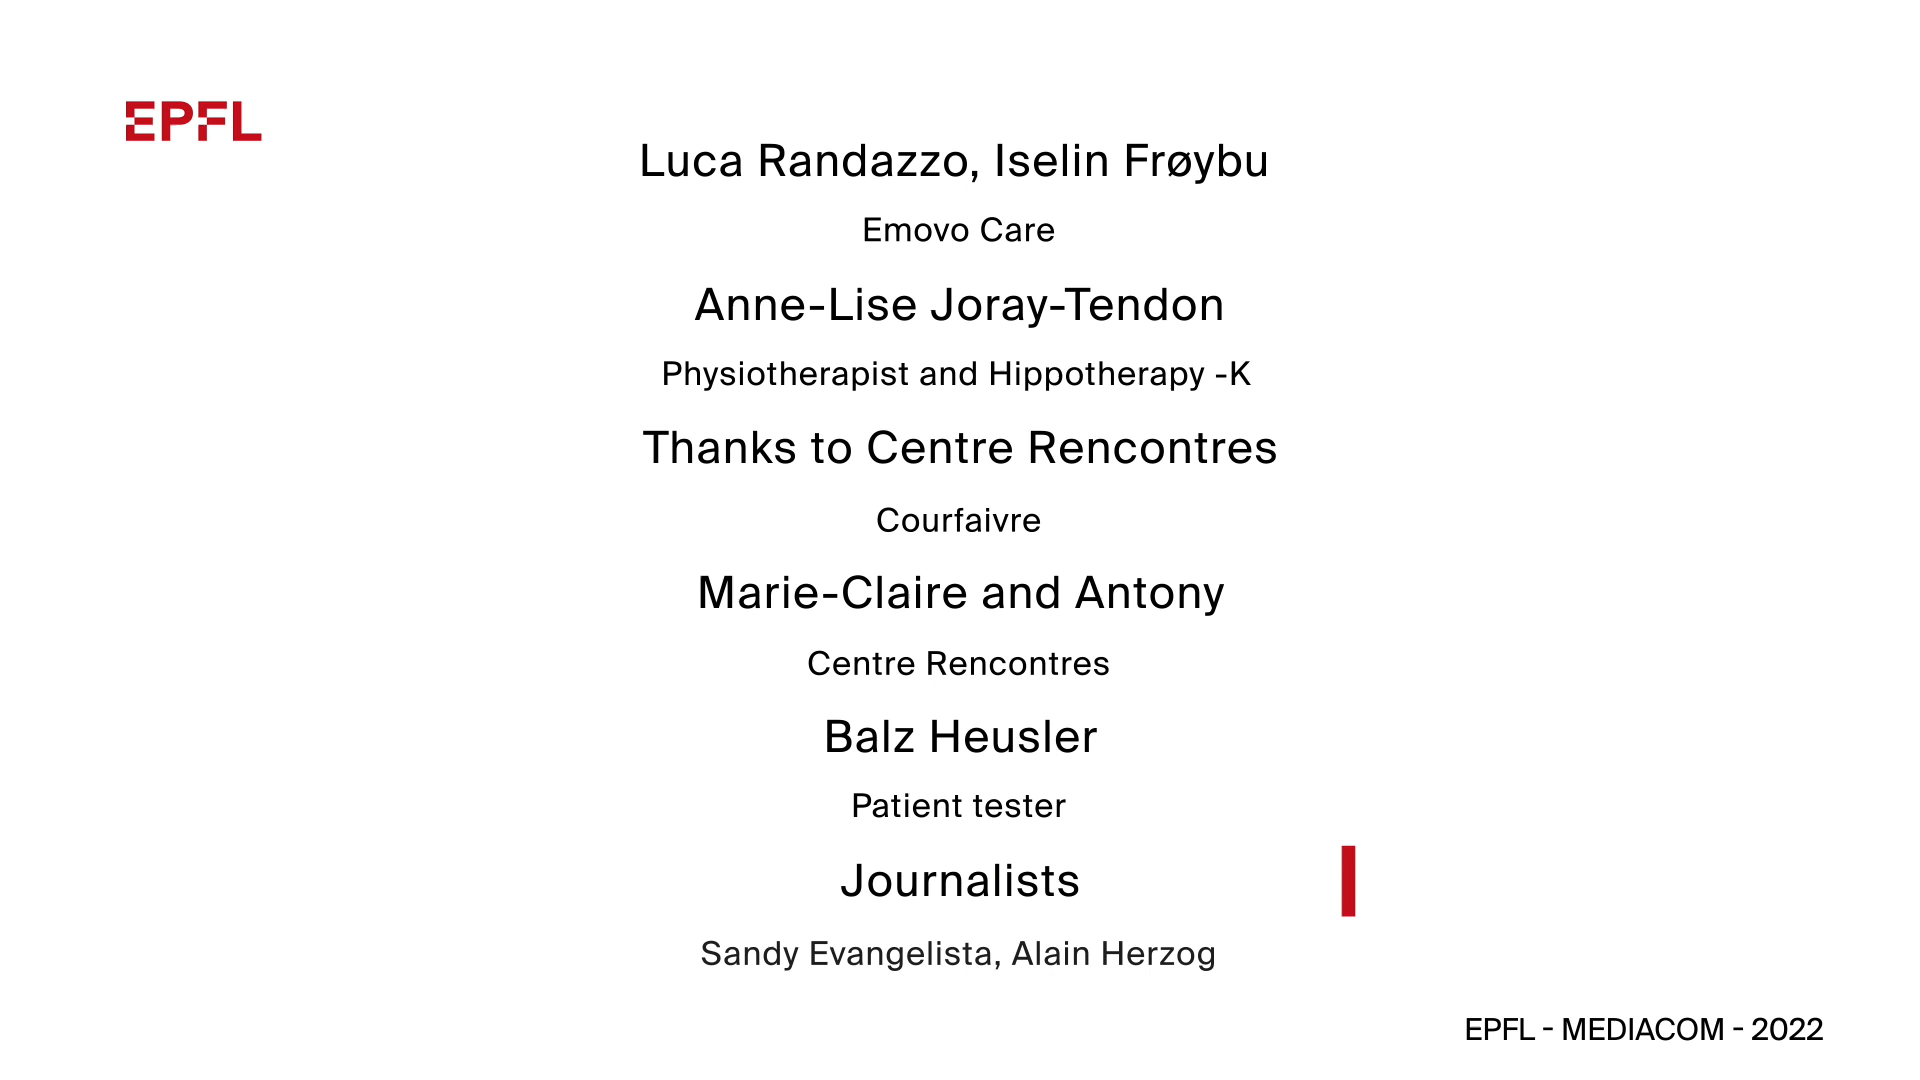 EPFL
Luca Randazzo, Iselin Frøybu
Emovo Care
Anne-Lise Joray-Tendon
Physiotherapist and Hippotherapy -K
Thanks to Centre Rencontres
Courfaivre
Marie-Claire and Antony
Centre Rencontres
Balz Heusler
Patient tester
Journalists
Sandy Evangelista, Alain Herzog
EPFL - MEDIACOM - 2022